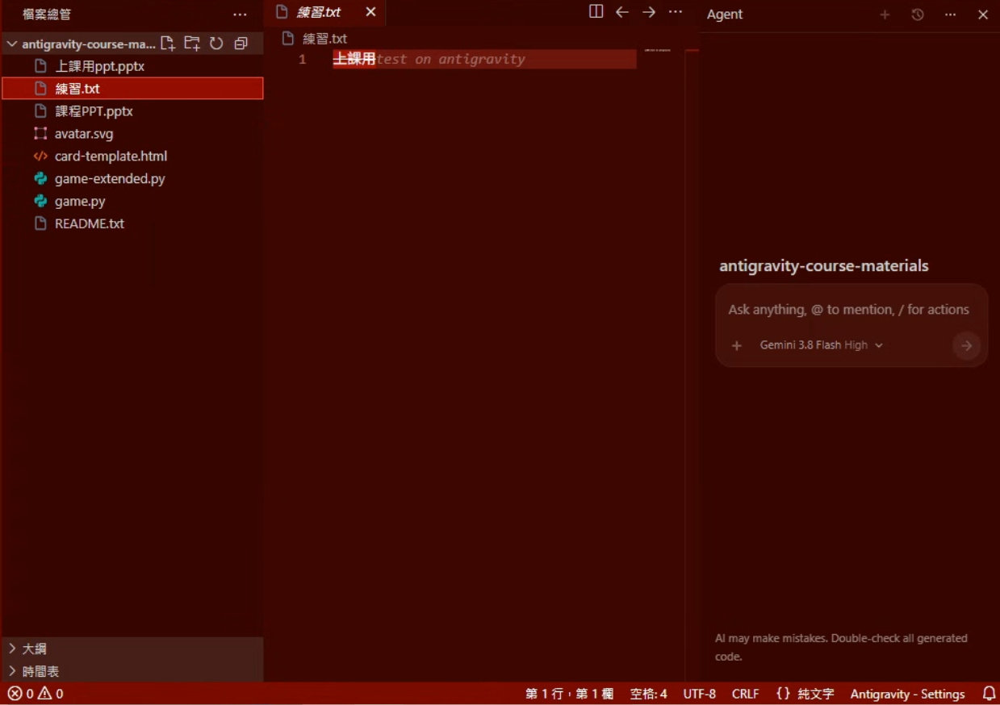 檔案總管
antigravity-course-ma...
上課用ppt.pptx
練習.txt
課程PPT.pptx
avatar.svg
card-template.html
game-extended.py
game.py
README.txt
大綱
時間表
練習.txt
練習.txt
1 上課用test on antigravity
Agent
antigravity-course-materials
Ask anything, @ to mention, / for actions
Gemini 3.8 Flash High
AI may make mistakes. Double-check all generated
code.
0 0 第 1 行，第 1 欄 空格: 4 UTF-8 CRLF {} 純文字 Antigravity - Settings